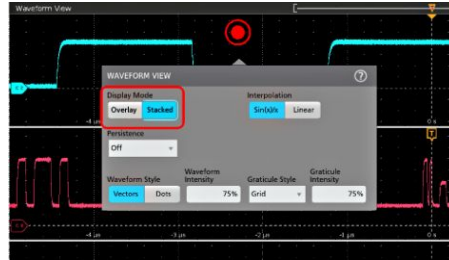 Waveform View
WAVEFORM VIEW
Display Mode
Interpolation
Overlay Stacked
Sin(x)/x Linear
Persistence
Off
Waveform Style
Waveform Intensity
Graticule Style
Graticule Intensity
Vectors Dots
75%
Grid
75%
0 s
T
-4 µs
-3 µs
-2 µs
-1 µs
0 s